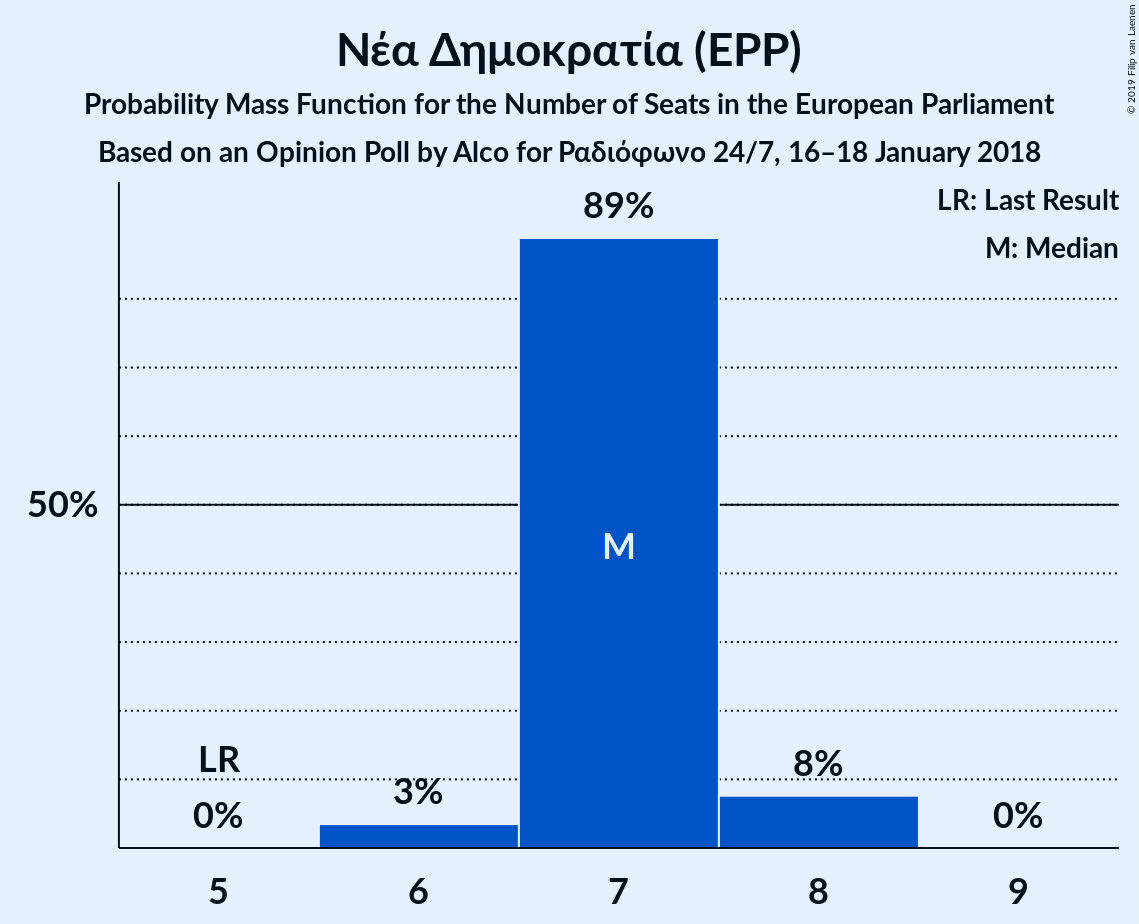 Νέα Δημοκρατία (EPP)
Probability Mass Function for the Number of Seats in the European Parliament
Based on an Opinion Poll by Alco for Ραδιόφωνο 24/7, 16–18 January 2018
© 2019 Filip van Laenen
LR: Last Result
M: Median
89%
50%
M
LR
0%
3%
8%
0%
5
6
7
8
9